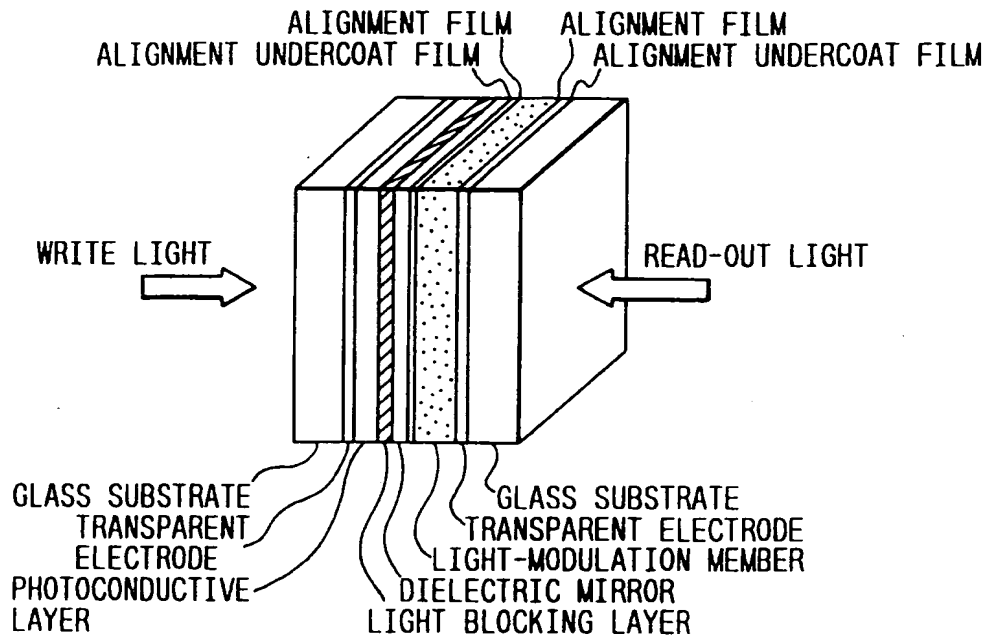 ALIGNMENT FILM
ALIGNMENT FILM
ALIGNMENT UNDERCOAT FILM
ALIGNMENT UNDERCOAT FILM
WRITE LIGHT
READ-OUT LIGHT
GLASS SUBSTRATE
TRANSPARENT
ELECTRODE
PHOTOCONDUCTIVE
LAYER
GLASS SUBSTRATE
TRANSPARENT ELECTRODE
LIGHT-MODULATION MEMBER
DIELECTRIC MIRROR
LIGHT BLOCKING LAYER